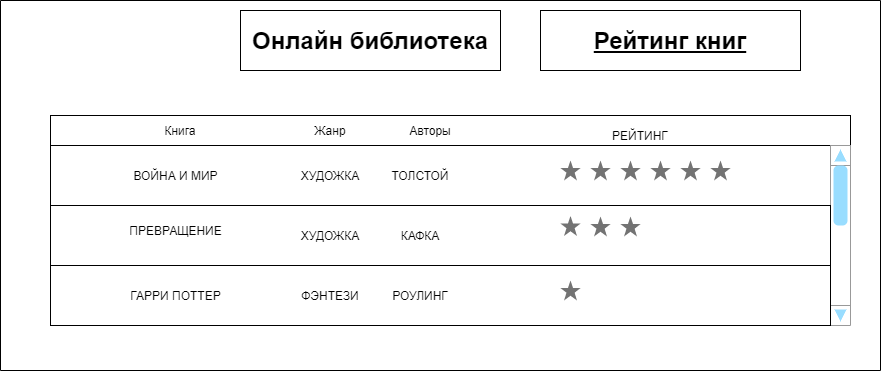 Онлайн библиотека
Рейтинг книг
Книга Жанр Авторы РЕЙТИНГ
ВОЙНА И МИР ХУДОЖКА ТОЛСТОЙ
ПРЕВРАЩЕНИЕ ХУДОЖКА КАФКА
ГАРРИ ПОТТЕР ФЭНТЕЗИ РОУЛИНГ